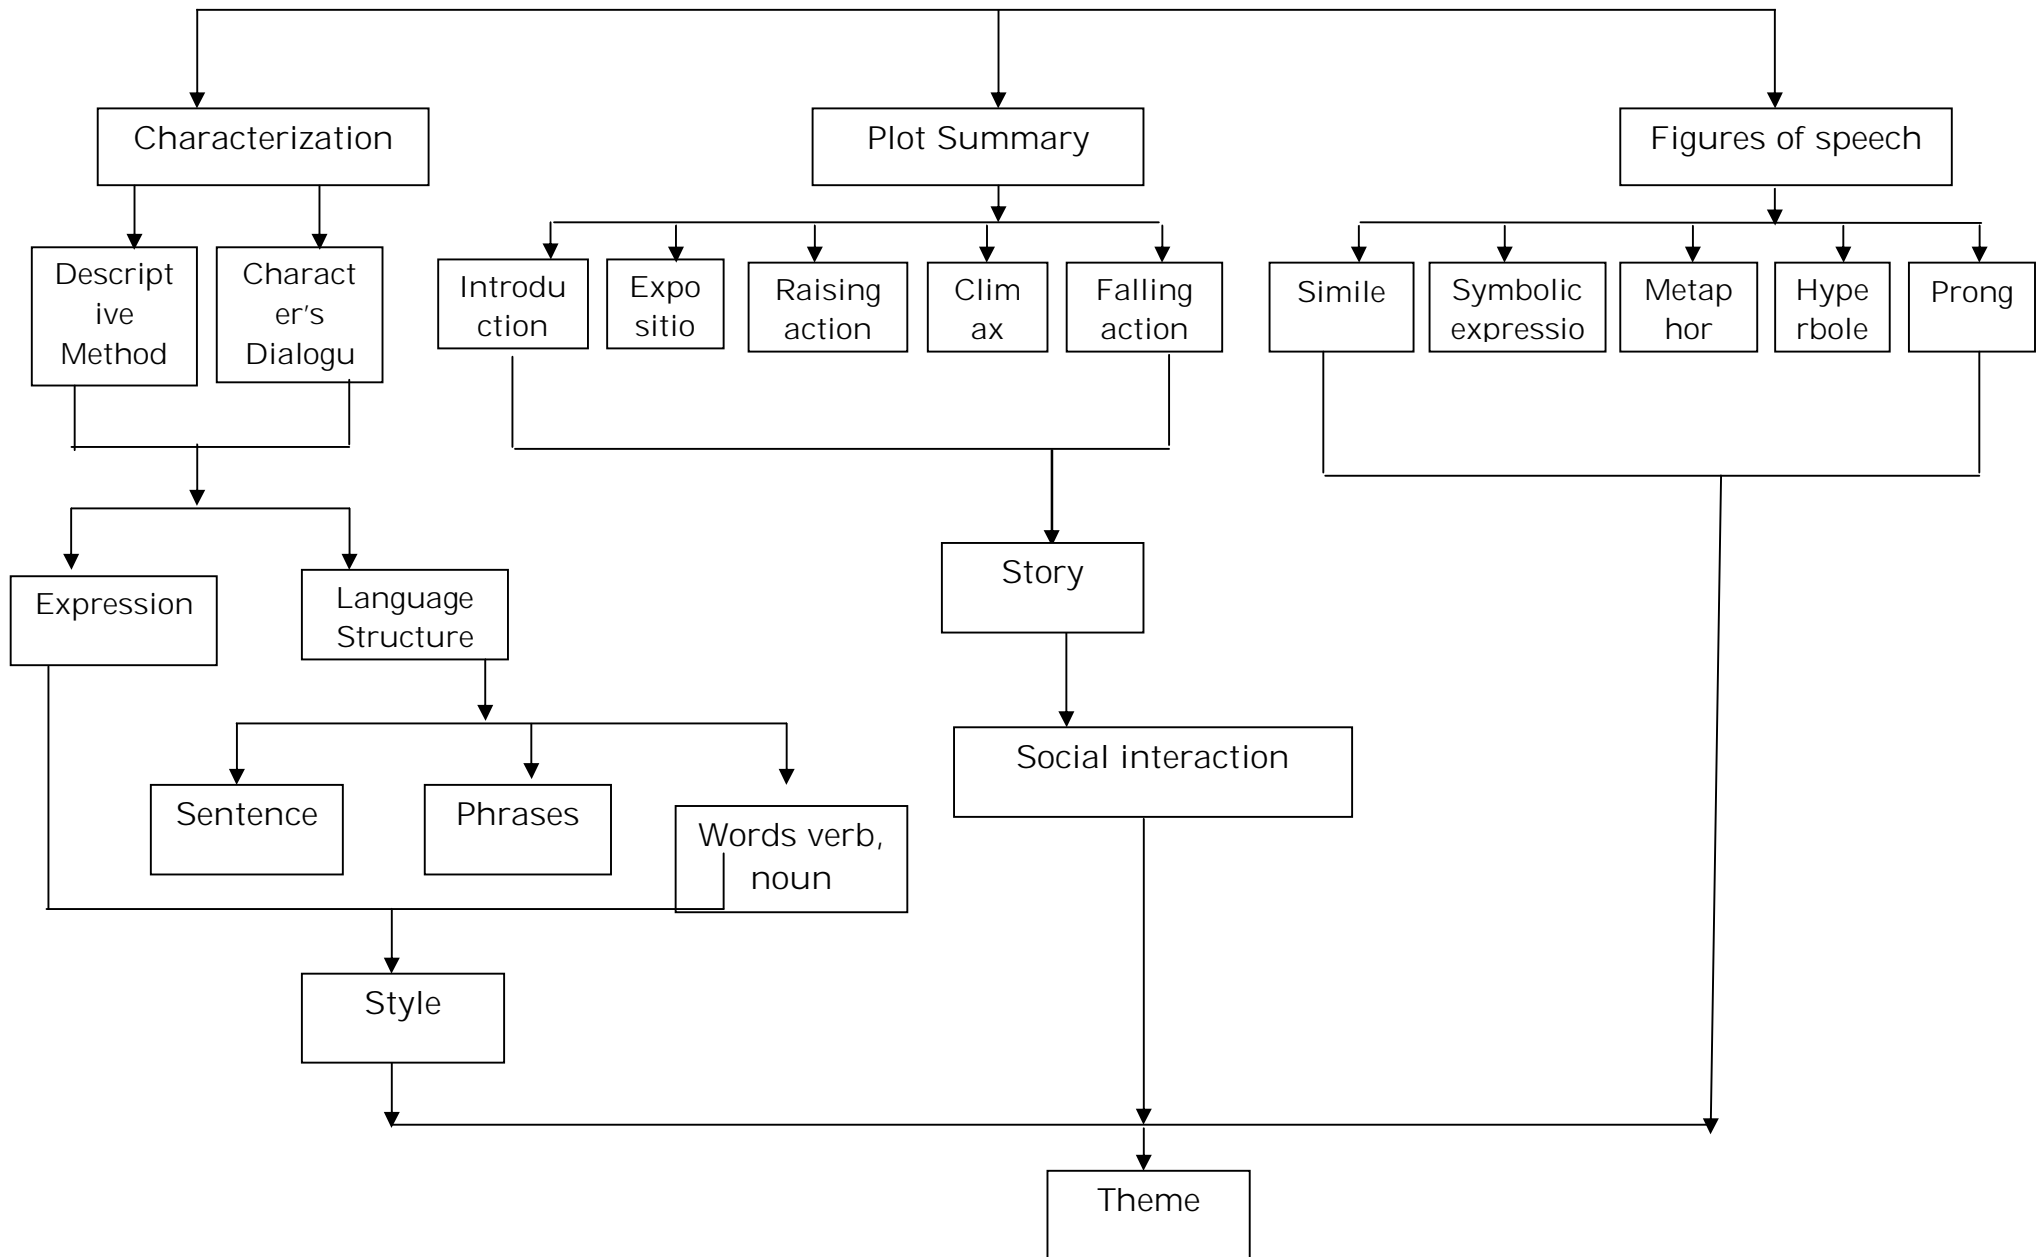 Characterization
Plot Summary
Figures of speech
Descript
ive
Method
Charact
er's
Dialogu
Introdu
ction
Expo
sitio
Raising
action
Clim
ax
Falling
action
Simile
Symbolic
expressio
Metap
hor
Hype
rbole
Prong
Expression
Language
Structure
Story
Sentence
Phrases
Words verb,
noun
Social interaction
Style
Theme